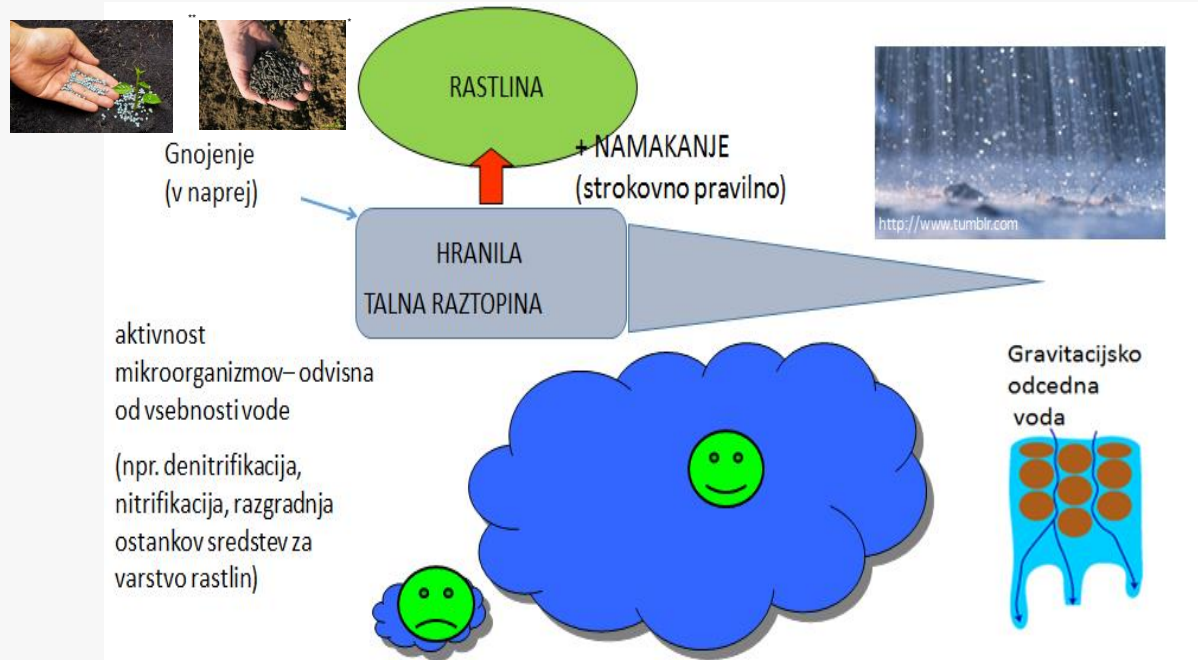 RASTLINA
Gnojenje
(v naprej)
+ NAMAKANJE
(strokovno pravilno)
http://www.tumblr.com
HRANILA
TALNA RAZTOPINA
aktivnost
mikroorganizmov– odvisna
od vsebnosti vode
(npr. denitrifikacija,
nitrifikacija, razgradnja
ostankov sredstev za
varstvo rastlin)
Gravitacijsko
odcedna
voda